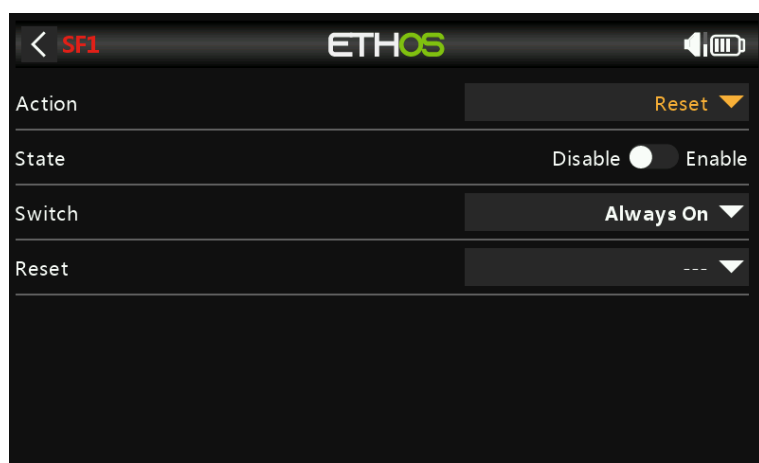 SF1 ETHOS
Action Reset
State Disable Enable
Switch Always On
Reset ---